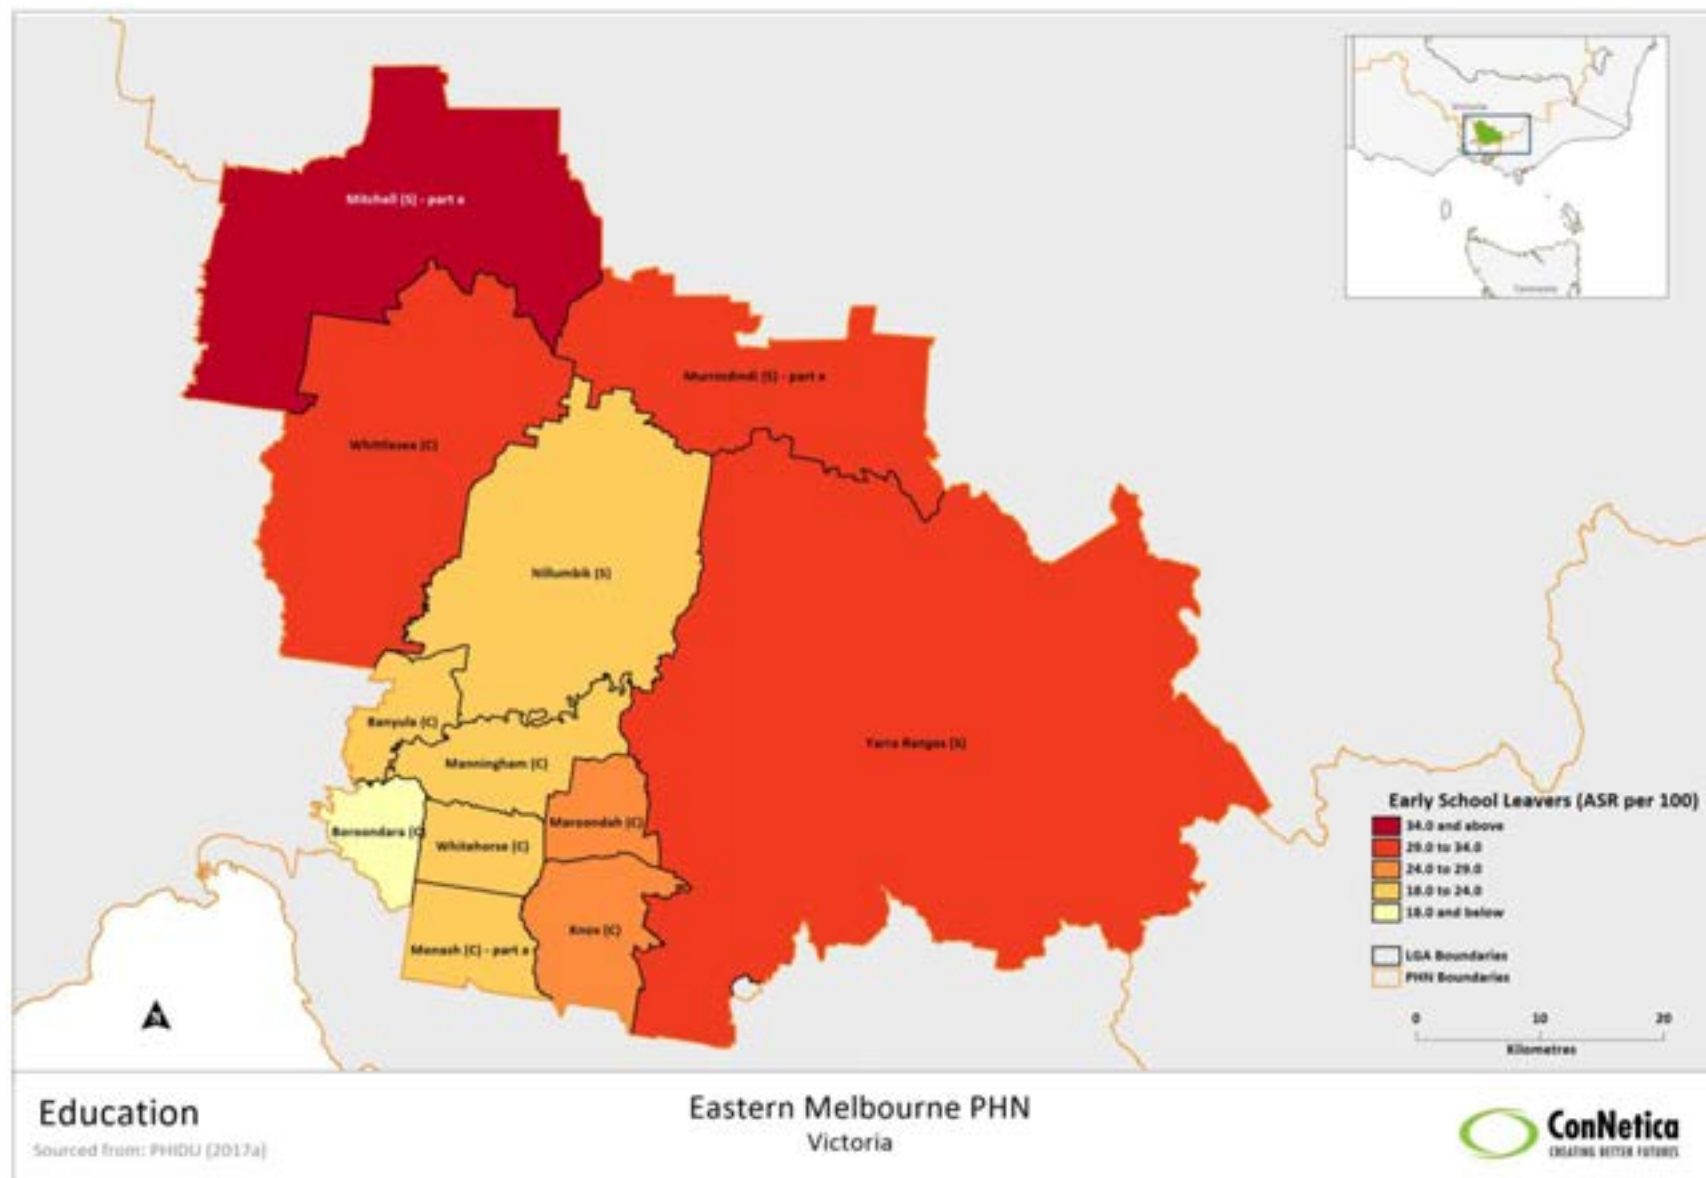 Victoria
Tasmania
Mitchell (S) - part a
Murrindindi (S) - part a
Whittlesea (C)
Nillumbik (S)
Banyule (C)
Yarra Ranges (S)
Manningham (C)
Boroondara (C)
Maroondah (C)
Whitehorse (C)
Knox (C)
Monash (C) - part a
Early School Leavers (ASR per 100)
34.0 and above
29.0 to 34.0
24.0 to 29.0
18.0 to 24.0
18.0 and below
LGA Boundaries
PHN Boundaries
0 10 20
Kilometres
N
Education
Sourced from: PHIDU (2017a)
Eastern Melbourne PHN
Victoria
ConNetica
CREATING BETTER FUTURES